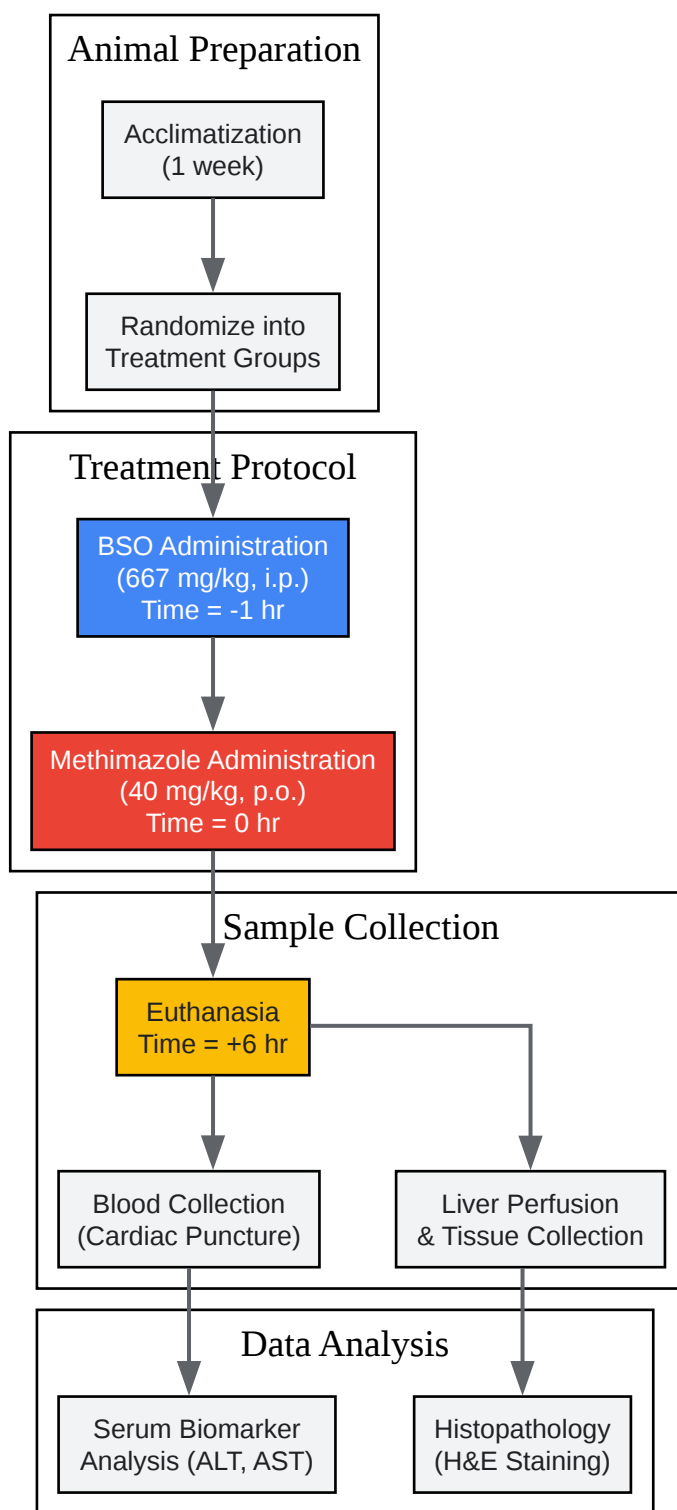 Animal Preparation
Acclimatization
(1 week)
Randomize into
Treatment Groups
Treatment Protocol
BSO Administration
(667 mg/kg, i.p.)
Time = -1 hr
Methimazole Administration
(40 mg/kg, p.o.)
Time = 0 hr
Sample Collection
Euthanasia
Time = +6 hr
Blood Collection
(Cardiac Puncture)
Liver Perfusion
& Tissue Collection
Data Analysis
Serum Biomarker
Analysis (ALT, AST)
Histopathology
(H&E Staining)